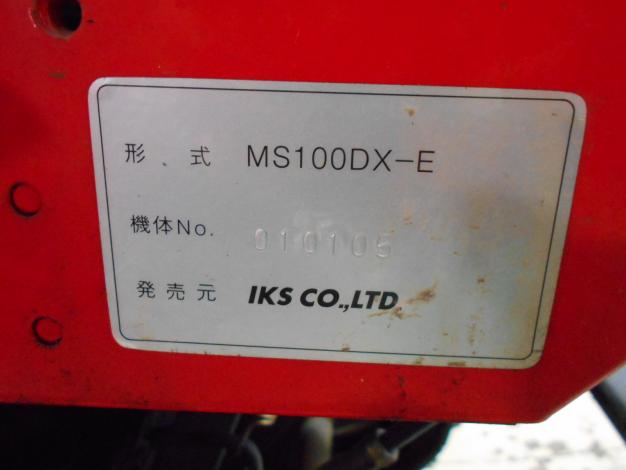 形 式 MS100DX-E
機体No. 010105
発売元 IKS CO.,LTD.